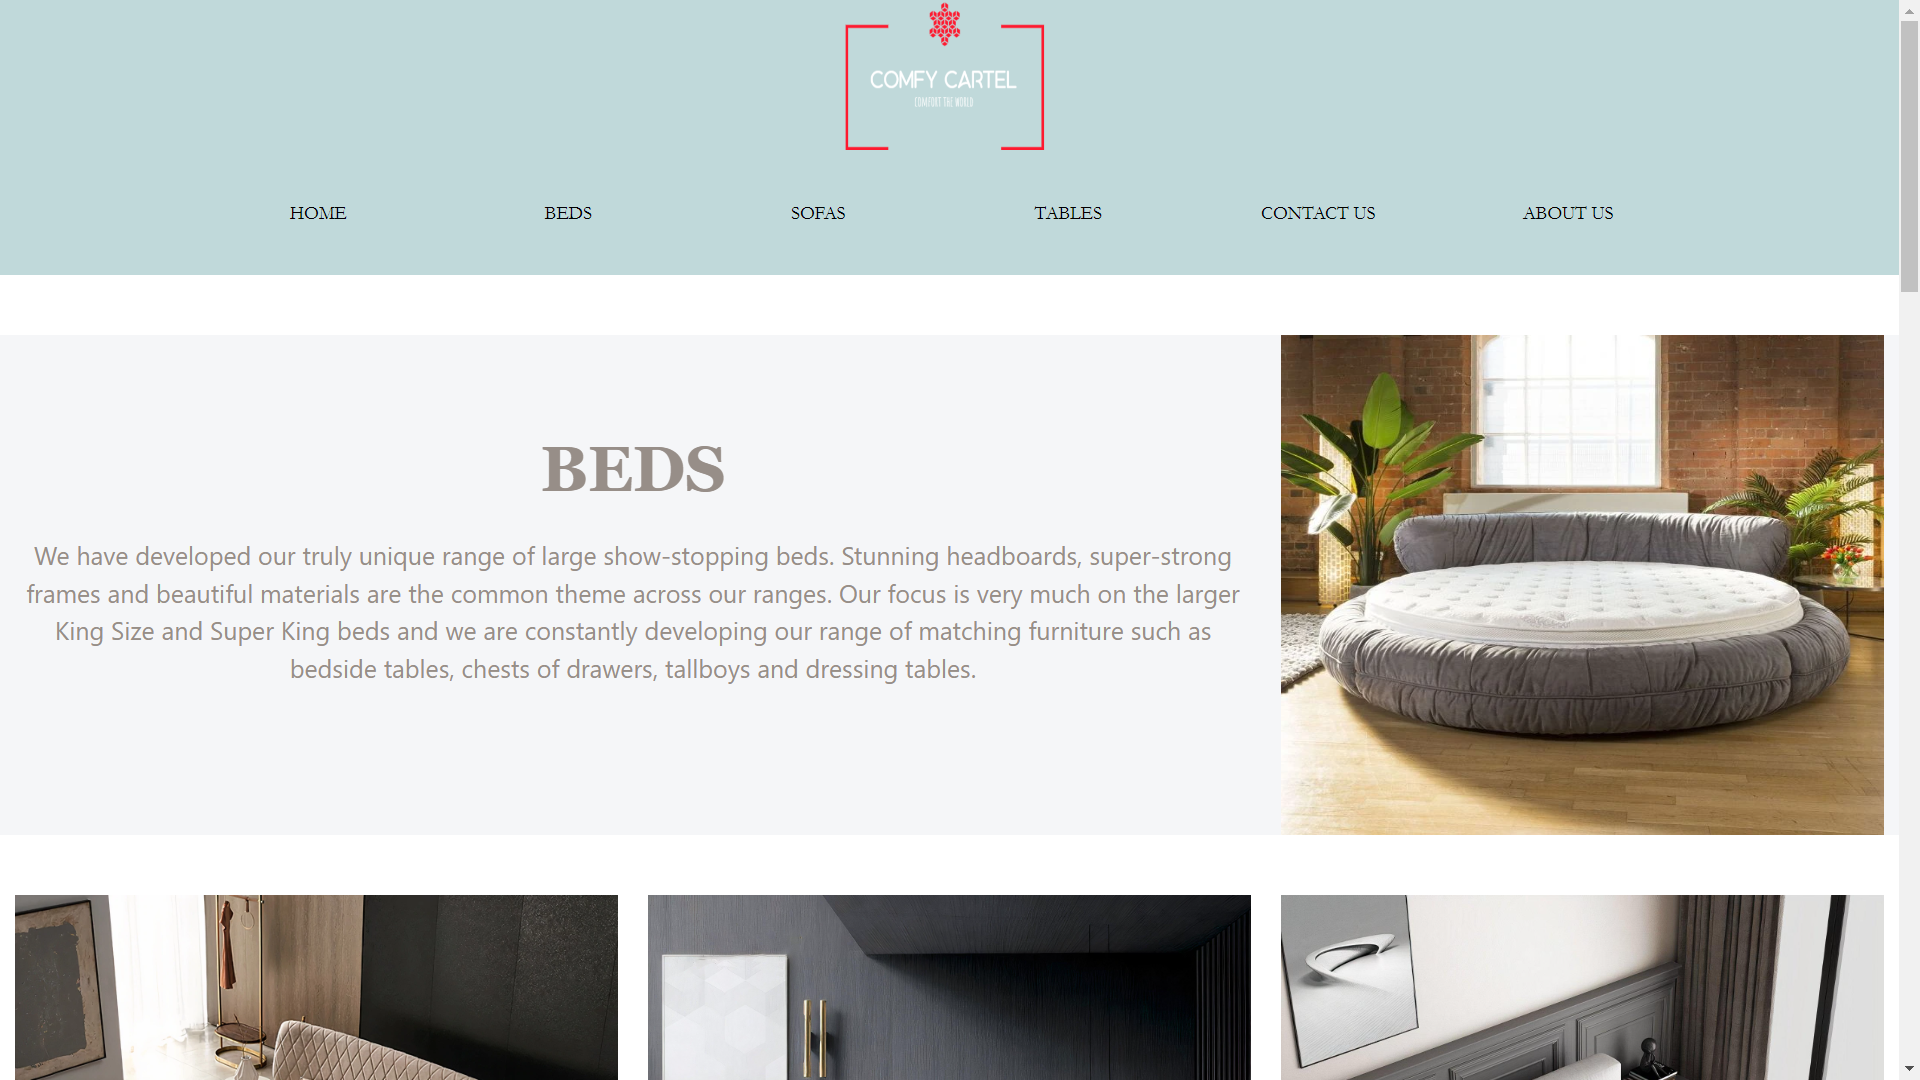 COMFY CARTEL
COMFORT THE WORLD
HOME BEDS SOFAS TABLES CONTACT US ABOUT US
BEDS
We have developed our truly unique range of large show-stopping beds. Stunning headboards, super-strong
frames and beautiful materials are the common theme across our ranges. Our focus is very much on the larger
King Size and Super King beds and we are constantly developing our range of matching furniture such as
bedside tables, chests of drawers, tallboys and dressing tables.